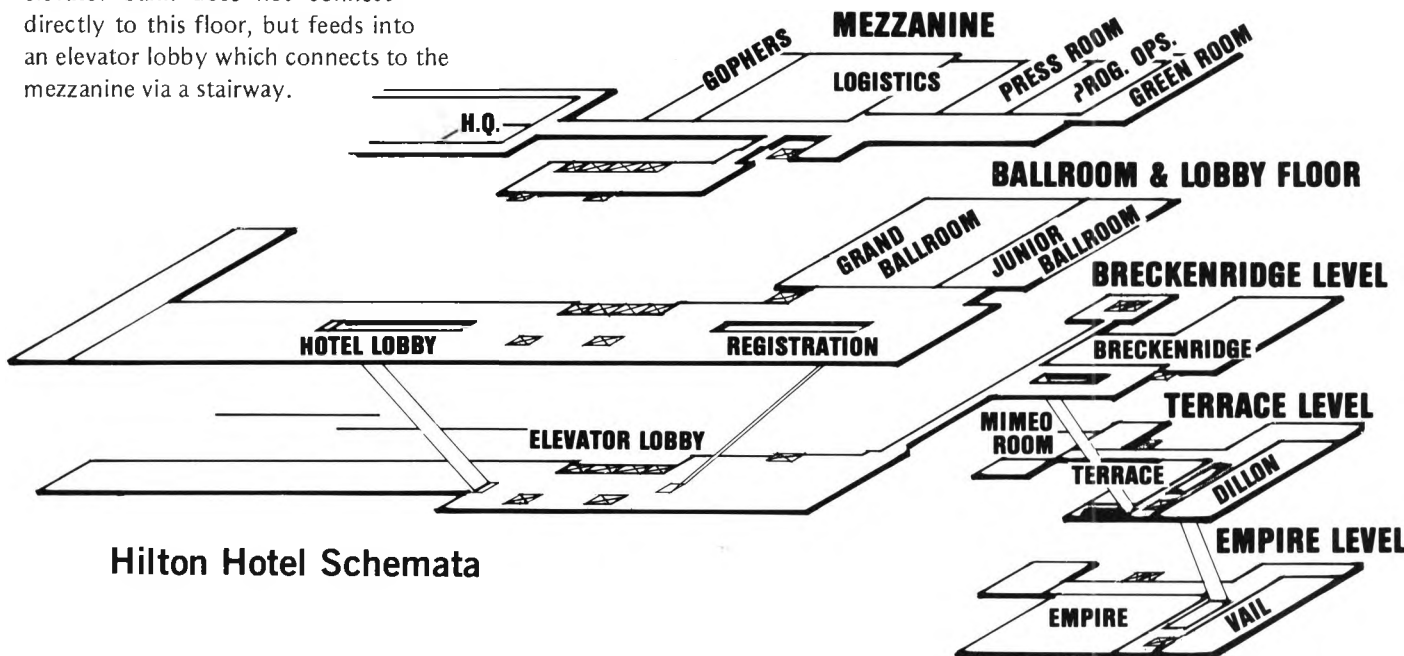 directly to this floor, but feeds into
an elevator lobby which connects to the
mezzanine via a stairway.
MEZZANINE
GOPHERS
LOGISTICS
PRESS ROOM
PROG. OPS.
GREEN ROOM
H.Q.
BALLROOM & LOBBY FLOOR
GRAND
BALLROOM
JUNIOR
BALLROOM
HOTEL LOBBY
REGISTRATION
BRECKENRIDGE LEVEL
BRECKENRIDGE
ELEVATOR LOBBY
TERRACE LEVEL
MIMEO
ROOM
TERRACE
DILLON
EMPIRE LEVEL
EMPIRE
VAIL
Hilton Hotel Schemata